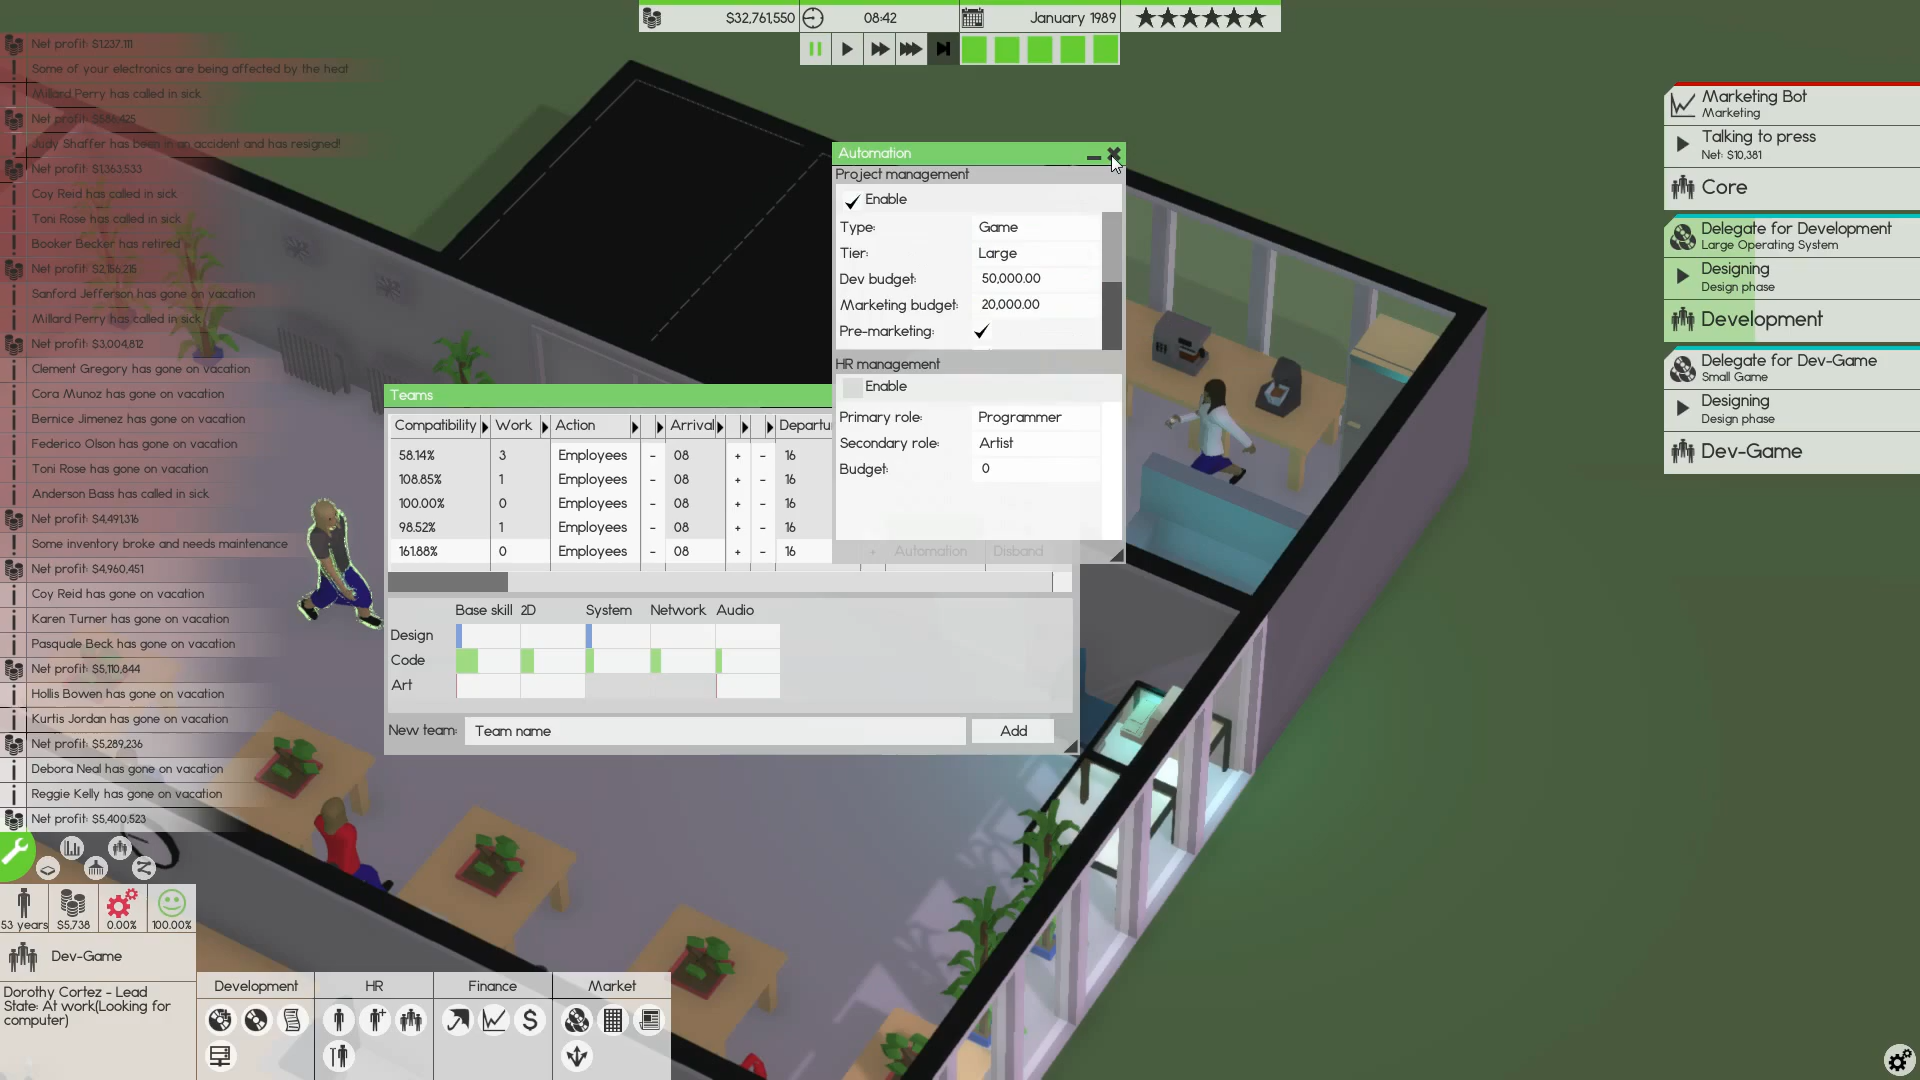 $32,761,550
08:42
January 1989
Net profit: $1,237,111
Some of your electronics are being affected by the heat
Millard Perry has called in sick
Net profit: $586,425
Judy Shaffer has been in an accident and has resigned!
Net profit: $1,363,533
Coy Reid has called in sick
Toni Rose has called in sick
Booker Becker has retired
Net profit: $2,156,215
Sanford Jefferson has gone on vacation
Millard Perry has called in sick
Net profit: $3,004,812
Clement Gregory has gone on vacation
Cora Munoz has gone on vacation
Bernice Jimenez has gone on vacation
Federico Olson has gone on vacation
Toni Rose has gone on vacation
Anderson Bass has called in sick
Net profit: $4,491,316
Some inventory broke and needs maintenance
Net profit: $4,960,451
Coy Reid has gone on vacation
Karen Turner has gone on vacation
Pasquale Beck has gone on vacation
Net profit: $5,110,844
Hollis Bowen has gone on vacation
Kurtis Jordan has gone on vacation
Net profit: $5,289,236
Debora Neal has gone on vacation
Reggie Kelly has gone on vacation
Net profit: $5,400,523
Automation
Project management
Enable
Type: Game
Tier: Large
Dev budget: 50,000.00
Marketing budget: 20,000.00
Pre-marketing:
HR management
Enable
Primary role: Programmer
Secondary role: Artist
Budget: 0
Teams
Compatibility Work Action Arrival Departu
58.14% 3 Employees - 08 + - 16
108.85% 1 Employees - 08 + - 16
100.00% 0 Employees - 08 + - 16
98.52% 1 Employees - 08 + - 16
161.88% 0 Employees - 08 + - 16 + Automation Disband
Base skill 2D System Network Audio
Design
Code
Art
New team: Team name Add
Marketing Bot
Marketing
Talking to press
Net: $10,381
Core
Delegate for Development
Large Operating System
Designing
Design phase
Development
Delegate for Dev-Game
Small Game
Designing
Design phase
Dev-Game
53 years $5,738 0.00% 100.00%
Dev-Game
Dorothy Cortez - Lead
State: At work(Looking for
computer)
Development HR Finance Market